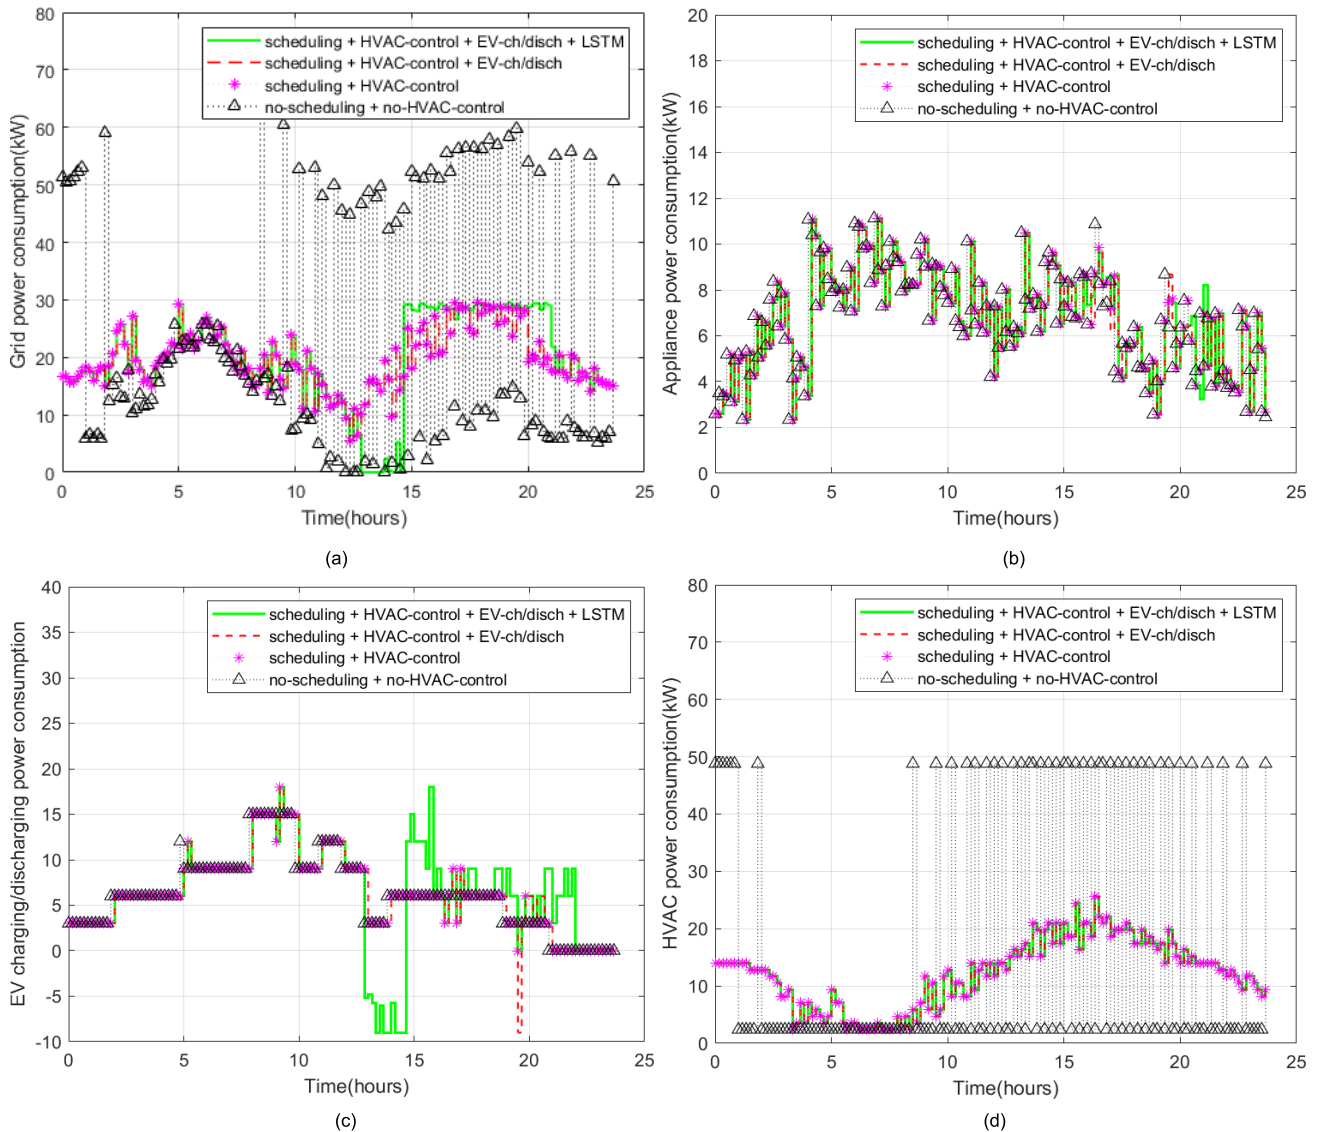 80
70
60
50
40
30
20
10
0
Grid power consumption(kW)
scheduling + HVAC-control + EV-ch/disch + LSTM
scheduling + HVAC-control + EV-ch/disch
scheduling + HVAC-control
no-scheduling + no-HVAC-control
0 5 10 15 20 25
Time(hours)
(a)
20
18
16
14
12
10
8
6
4
2
0
Appliance power consumption(kW)
scheduling + HVAC-control + EV-ch/disch + LSTM
scheduling + HVAC-control + EV-ch/disch
scheduling + HVAC-control
no-scheduling + no-HVAC-control
0 5 10 15 20 25
Time(hours)
(b)
40
35
30
25
20
15
10
5
0
-5
-10
EV charging/discharging power consumption
scheduling + HVAC-control + EV-ch/disch + LSTM
scheduling + HVAC-control + EV-ch/disch
scheduling + HVAC-control
no-scheduling + no-HVAC-control
0 5 10 15 20 25
Time(hours)
(c)
80
70
60
50
40
30
20
10
0
HVAC power consumption(kW)
scheduling + HVAC-control + EV-ch/disch + LSTM
scheduling + HVAC-control + EV-ch/disch
scheduling + HVAC-control
no-scheduling + no-HVAC-control
0 5 10 15 20 25
Time(hours)
(d)